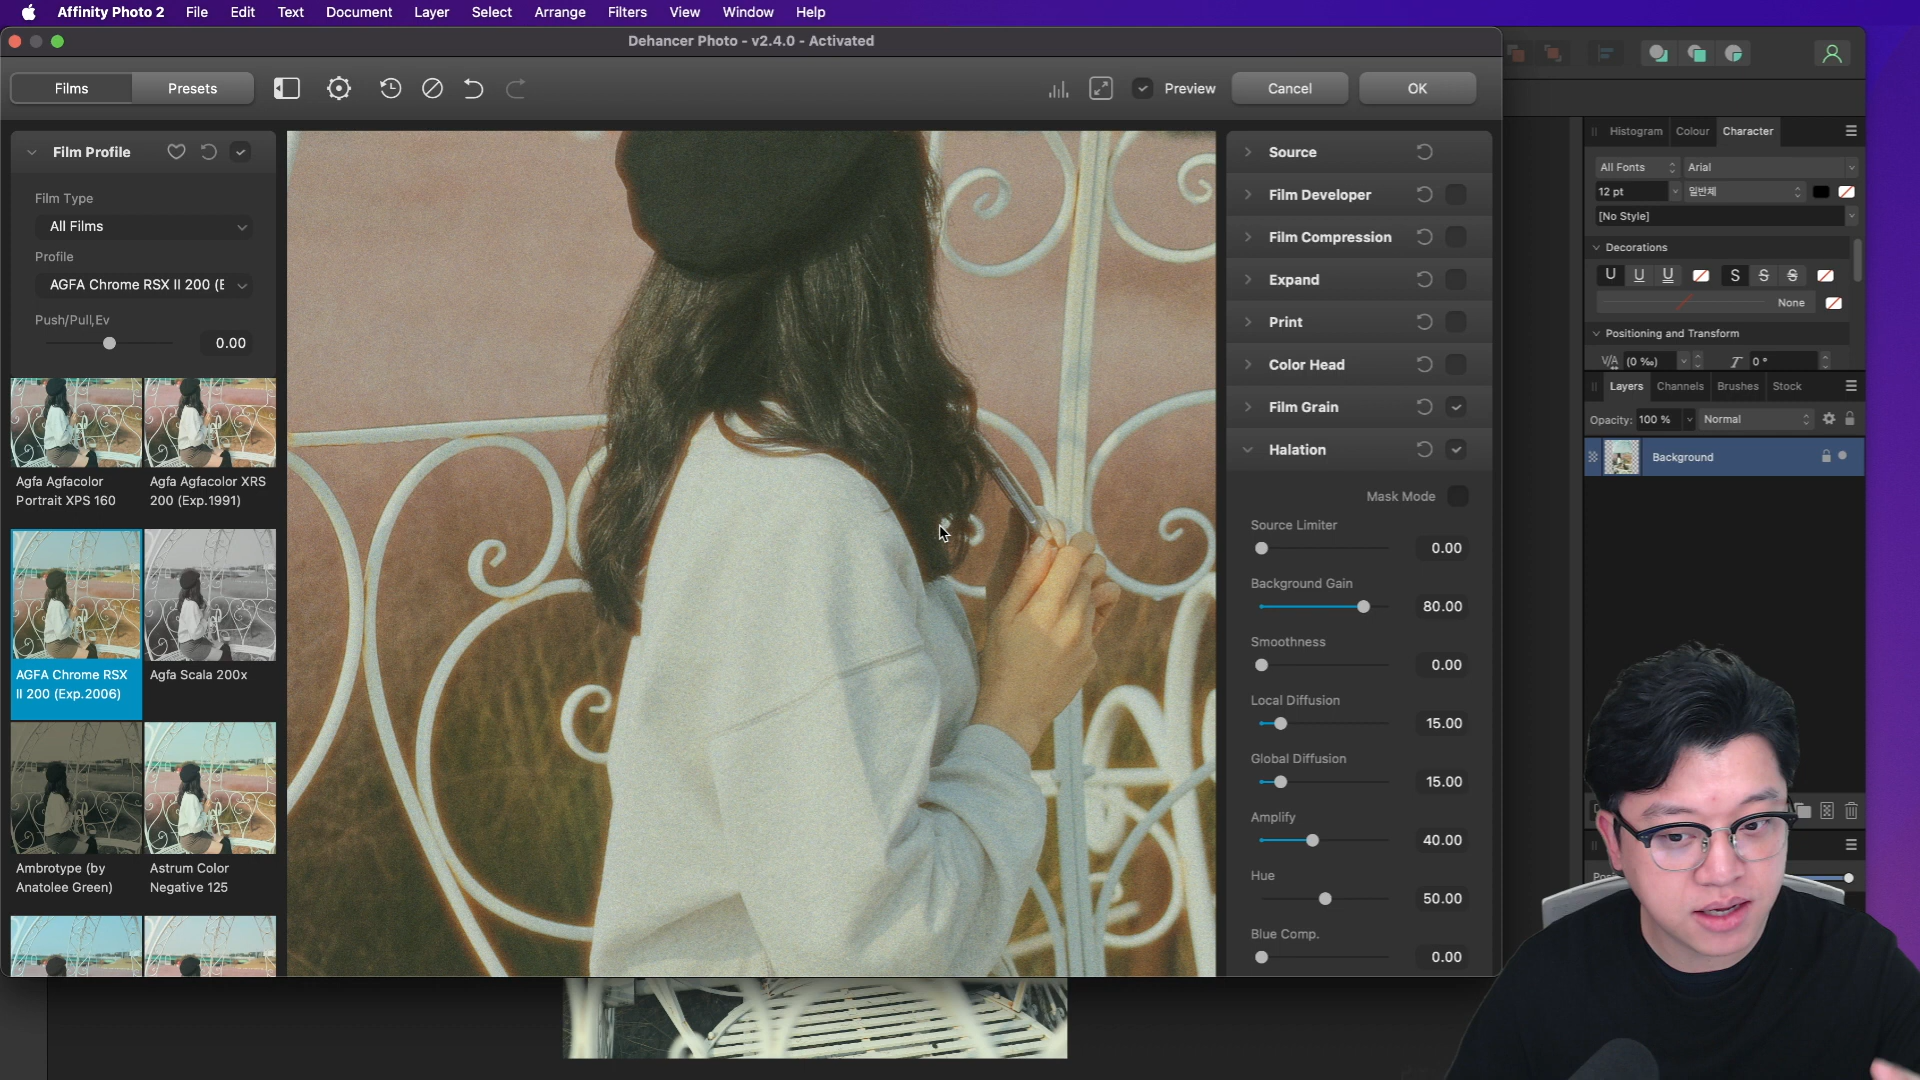 Affinity Photo 2 File Edit Text Document Layer Select Arrange Filters View Window Help
Dehancer Photo - v2.4.0 - Activated
Films Presets
Preview Cancel OK
Film Profile
Film Type
All Films
Profile
AGFA Chrome RSX II 200 (E
Push/Pull,Ev
0.00
Agfa Agfacolor
Portrait XPS 160
Agfa Agfacolor XRS
200 (Exp.1991)
AGFA Chrome RSX
II 200 (Exp.2006)
Agfa Scala 200x
Ambrotype (by
Anatolee Green)
Astrum Color
Negative 125
Source
Film Developer
Film Compression
Expand
Print
Color Head
Film Grain
Halation
Mask Mode
Source Limiter
0.00
Background Gain
80.00
Smoothness
0.00
Local Diffusion
15.00
Global Diffusion
15.00
Amplify
40.00
Hue
50.00
Blue Comp.
0.00
Histogram Colour Character
All Fonts Arial
12 pt 일반체
[No Style]
Decorations
U U U S S S
None
Positioning and Transform
V/A (0 ‰) T 0 °
Layers Channels Brushes Stock
Opacity: 100 % Normal
Background